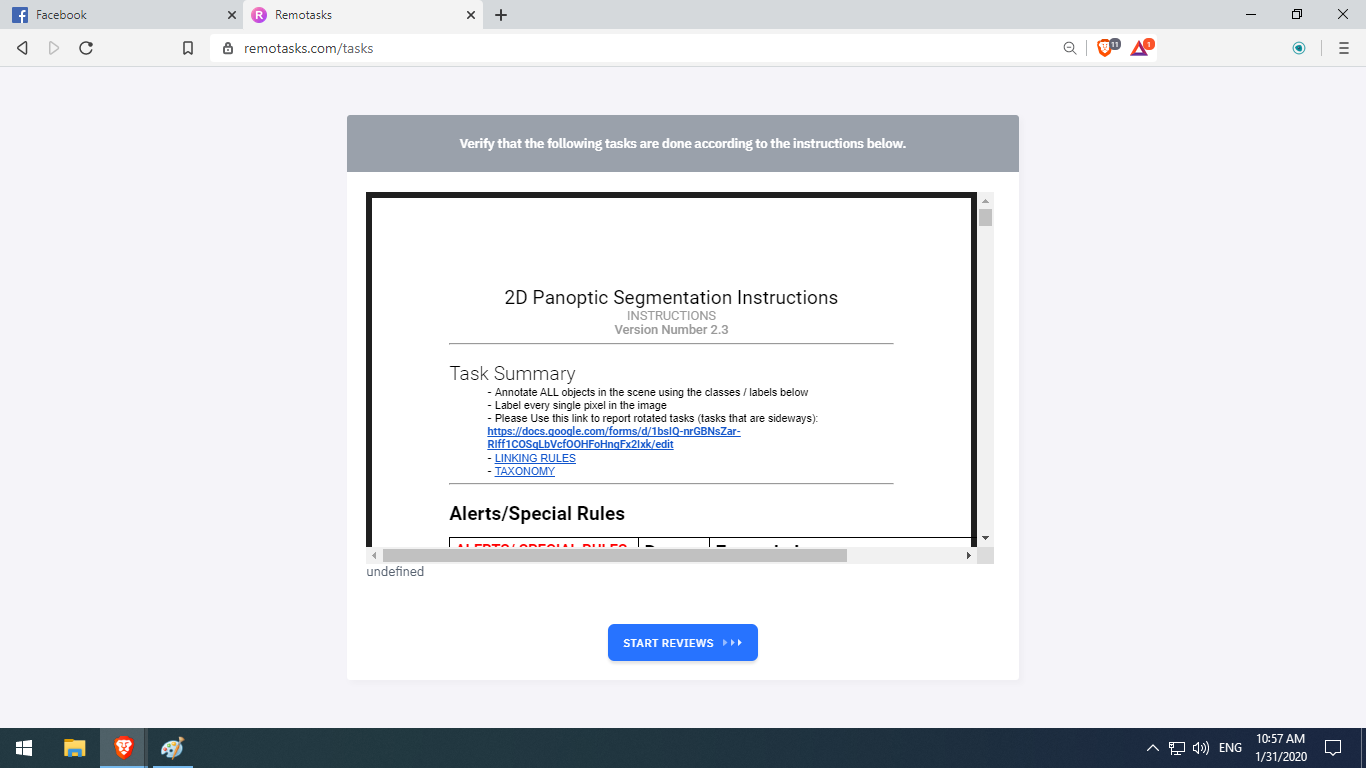 Facebook
Remotasks
remotasks.com/tasks
11
1
Verify that the following tasks are done according to the instructions below.
2D Panoptic Segmentation Instructions
INSTRUCTIONS
Version Number 2.3
Task Summary
- Annotate ALL objects in the scene using the classes / labels below
- Label every single pixel in the image
- Please Use this link to report rotated tasks (tasks that are sideways):
https://docs.google.com/forms/d/1bslQ-nrGBNsZar-
RIff1COSqLbVcfOOHFoHngFx2lxk/edit
- LINKING RULES
- TAXONOMY
Alerts/Special Rules
ALERTS/ SPECIAL RULES
undefined
START REVIEWS
ENG
10:57 AM
1/31/2020